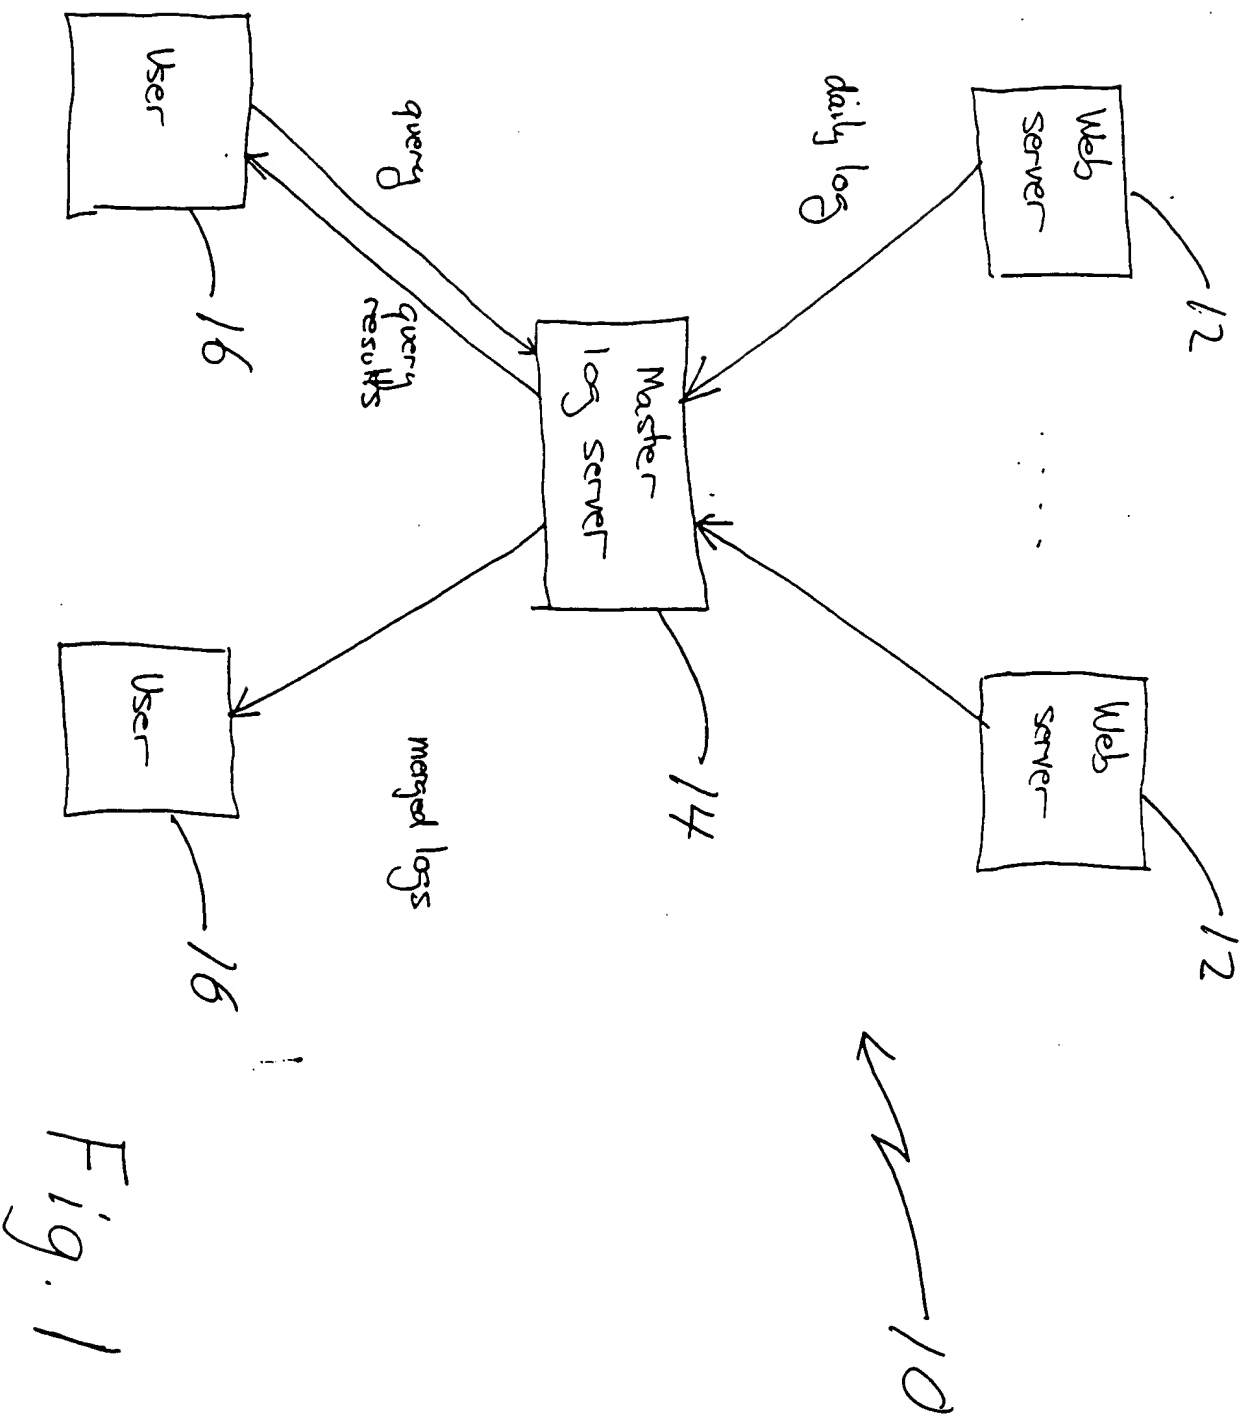 12
12
Web
server
Web
server
10
daily log
14
Master
log server
query
query
results
merged logs
User
16
User
16
Fig. 1